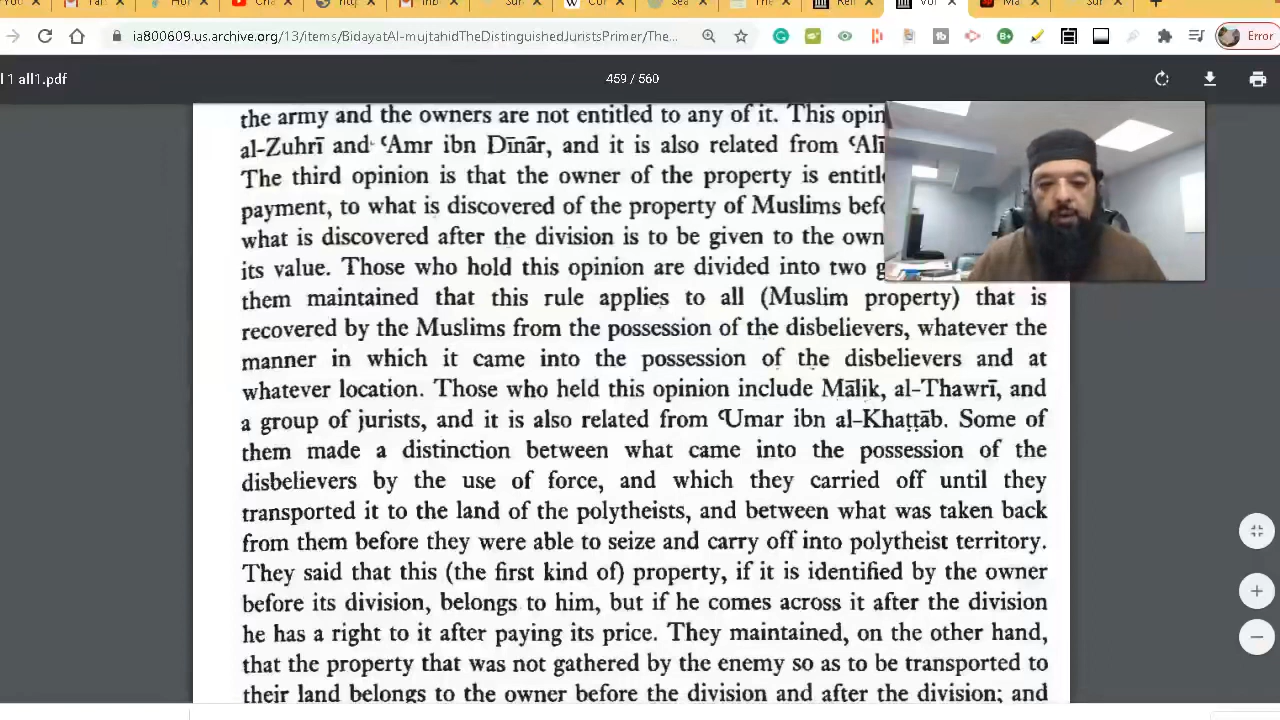 ia800609.us.archive.org/13/items/BidayatAl-mujtahidTheDistinguishedJuristsPrimer/The...
Error
l 1 all1.pdf
459 / 560
the army and the owners are not entitled to any of it. This opin
al-Zuhrī and ʿAmr ibn Dīnār, and it is also related from ʿAlī
The third opinion is that the owner of the property is entitl
payment, to what is discovered of the property of Muslims befo
what is discovered after the division is to be given to the own
its value. Those who hold this opinion are divided into two g
them maintained that this rule applies to all (Muslim property) that is
recovered by the Muslims from the possession of the disbelievers, whatever the
manner in which it came into the possession of the disbelievers and at
whatever location. Those who held this opinion include Mālik, al-Thawrī, and
a group of jurists, and it is also related from ʿUmar ibn al-Khaṭṭāb. Some of
them made a distinction between what came into the possession of the
disbelievers by the use of force, and which they carried off until they
transported it to the land of the polytheists, and between what was taken back
from them before they were able to seize and carry off into polytheist territory.
They said that this (the first kind of) property, if it is identified by the owner
before its division, belongs to him, but if he comes across it after the division
he has a right to it after paying its price. They maintained, on the other hand,
that the property that was not gathered by the enemy so as to be transported to
their land belongs to the owner before the division and after the division; and